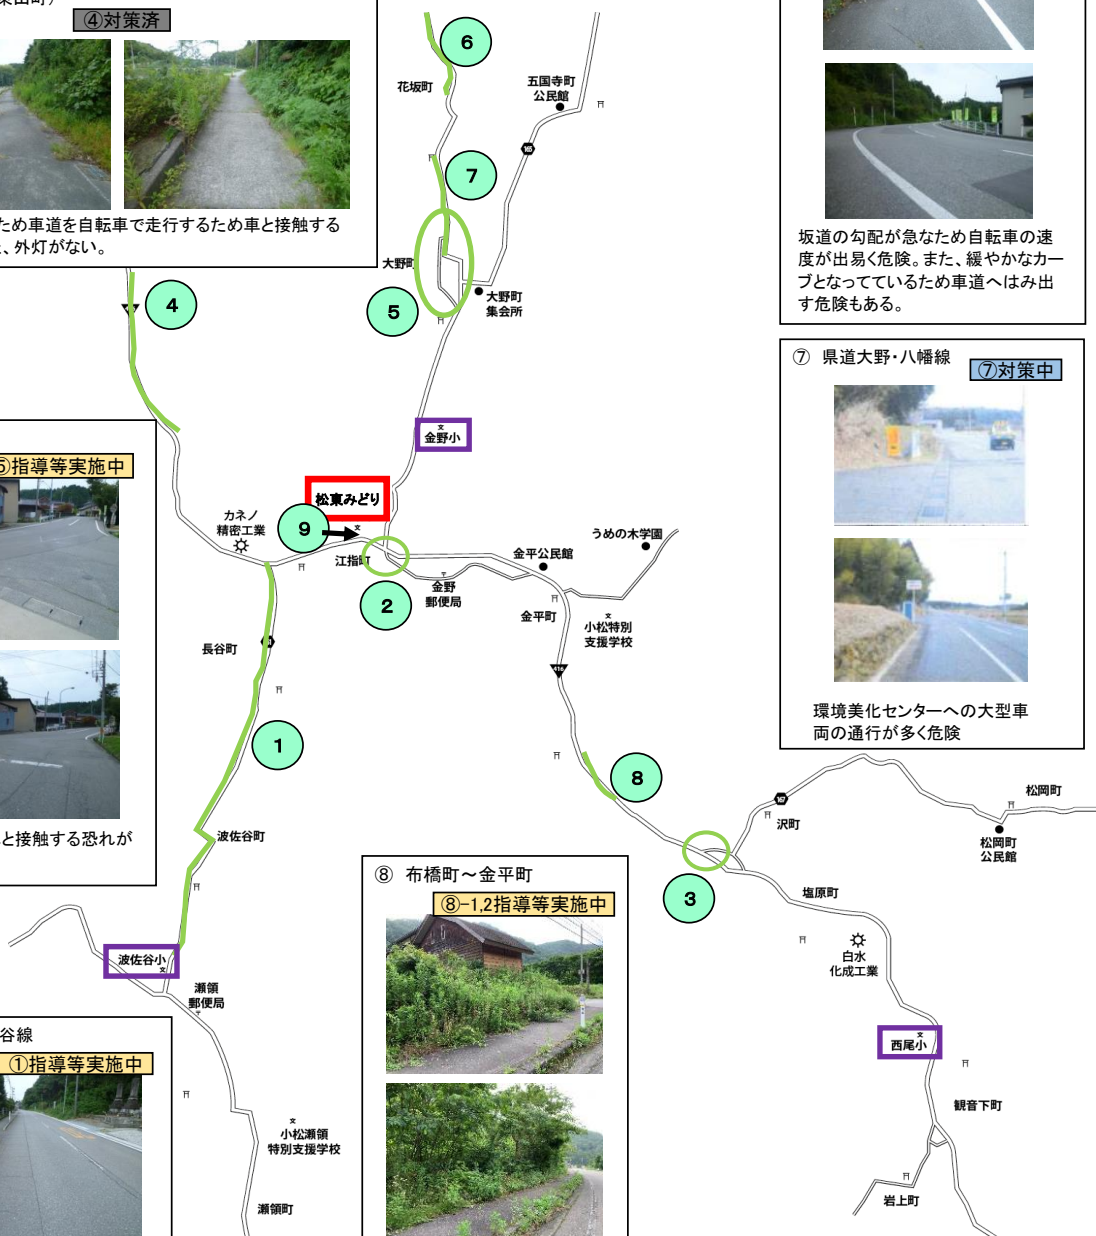 ④対策済
ため車道を自転車で走行するため車と接触する
、外灯がない。
6
花坂町
五国寺町
公民館
165
7
大野町
大野町
集会所
5
4
坂道の勾配が急なため自転車の速
度が出易く危険。また、緩やかなカー
ブとなってているため車道へはみ出
す危険もある。
⑦ 県道大野・八幡線
⑦対策中
環境美化センターへの大型車
両の通行が多く危険
文
金野小
⑤指導等実施中
と接触する恐れが
松東みどり
9
文
カネノ
精密工業
江指町
2
金野
郵便局
金平公民館
うめの木学園
金平町
文
小松特別
支援学校
416
長谷町
1
8
波佐谷町
167
沢町
松岡町
松岡町
公民館
3
塩原町
白水
化成工業
波佐谷小
文
瀬領
郵便局
⑧ 布橋町～金平町
⑧-1,2指導等実施中
文
西尾小
観音下町
岩上町
谷線
①指導等実施中
文
小松瀬領
特別支援学校
瀬領町